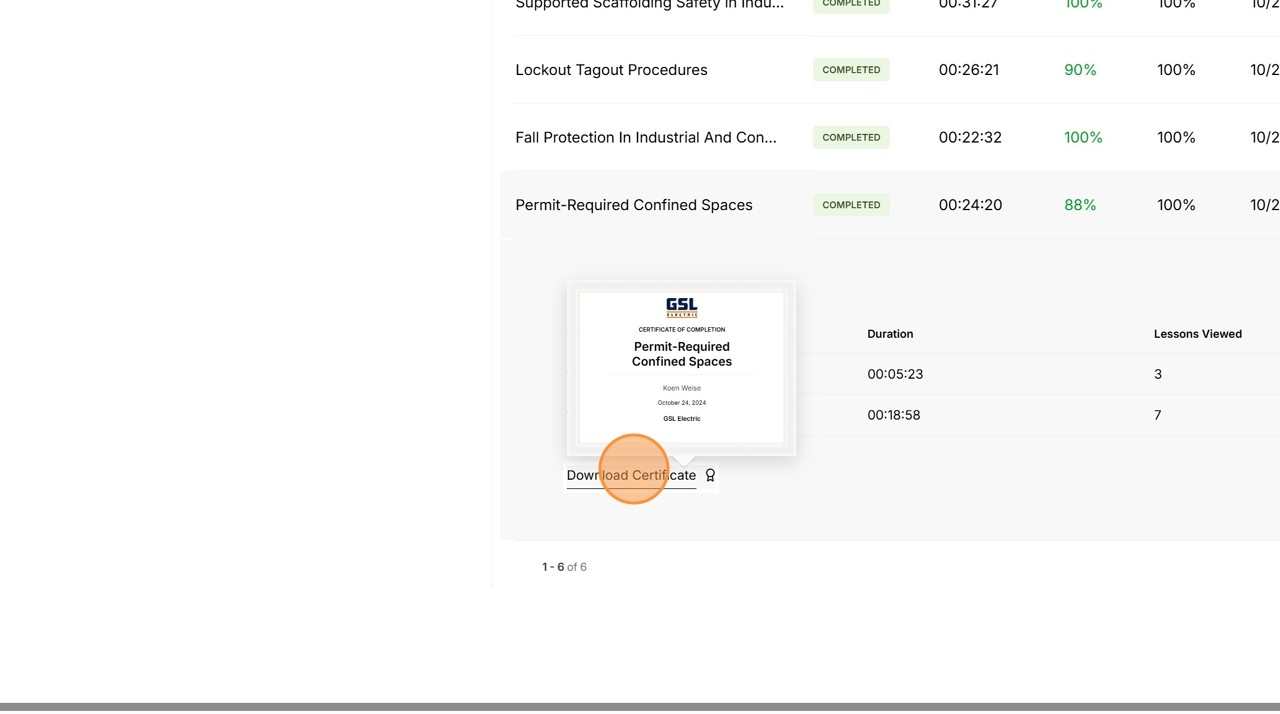 Supported Scaffolding Safety in Indu... COMPLETED 00:31:27 100% 100% 10/2
Lockout Tagout Procedures COMPLETED 00:26:21 90% 100% 10/2
Fall Protection In Industrial And Con... COMPLETED 00:22:32 100% 100% 10/2
Permit-Required Confined Spaces COMPLETED 00:24:20 88% 100% 10/2
GSL
ELECTRIC
CERTIFICATE OF COMPLETION
Permit-Required
Confined Spaces
Koen Weise
October 24, 2024
GSL Electric
Duration Lessons Viewed
00:05:23 3
00:18:58 7
Download Certificate
1 - 6 of 6